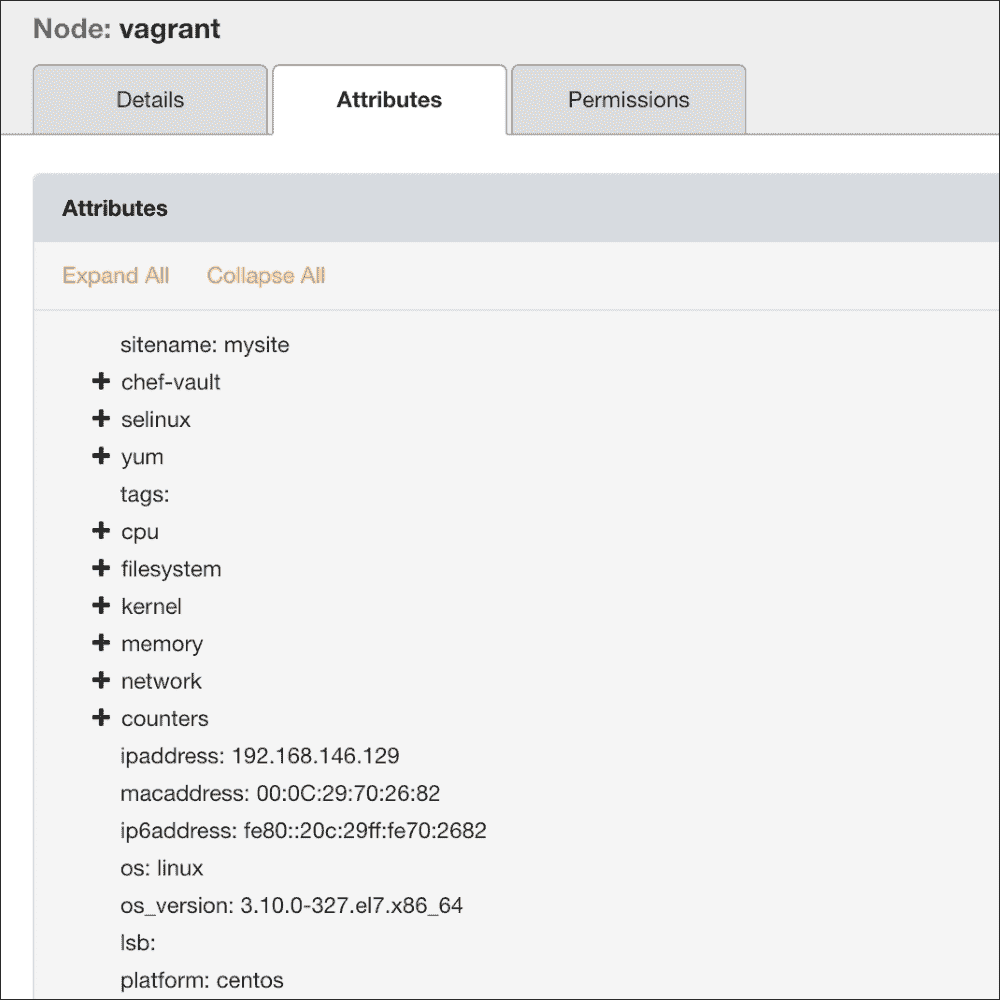 Node: vagrant
Details Attributes Permissions
Attributes
Expand All Collapse All
sitename: mysite
chef-vault
selinux
yum
tags:
cpu
filesystem
kernel
memory
network
counters
ipaddress: 192.168.146.129
macaddress: 00:0C:29:70:26:82
ip6address: fe80::20c:29ff:fe70:2682
os: linux
os_version: 3.10.0-327.el7.x86_64
lsb:
platform: centos